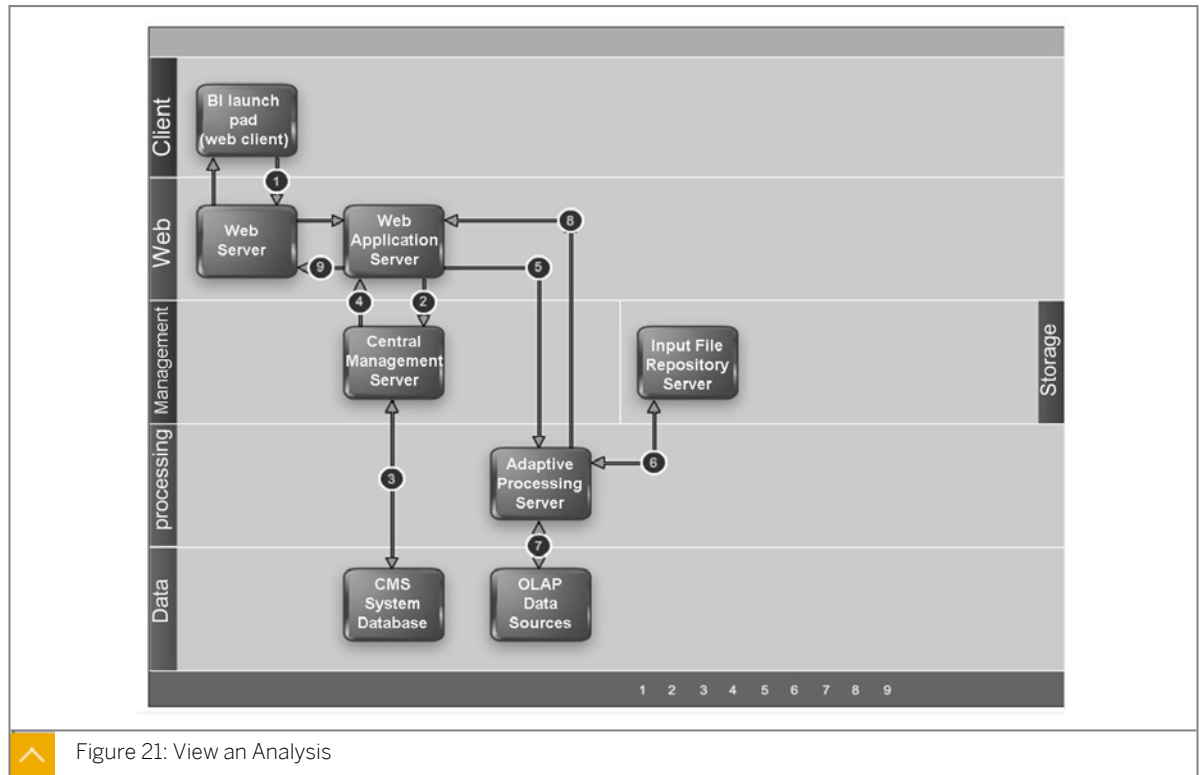 Client
BI launch
pad
(web client)
1
Web
Web
Server
Web
Application
Server
8
9
5
4
2
Management
Central
Management
Server
Input File
Repository
Server
Storage
processing
3
Adaptive
Processing
Server
6
7
Data
CMS
System
Database
OLAP
Data
Sources
1 2 3 4 5 6 7 8 9
Figure 21: View an Analysis